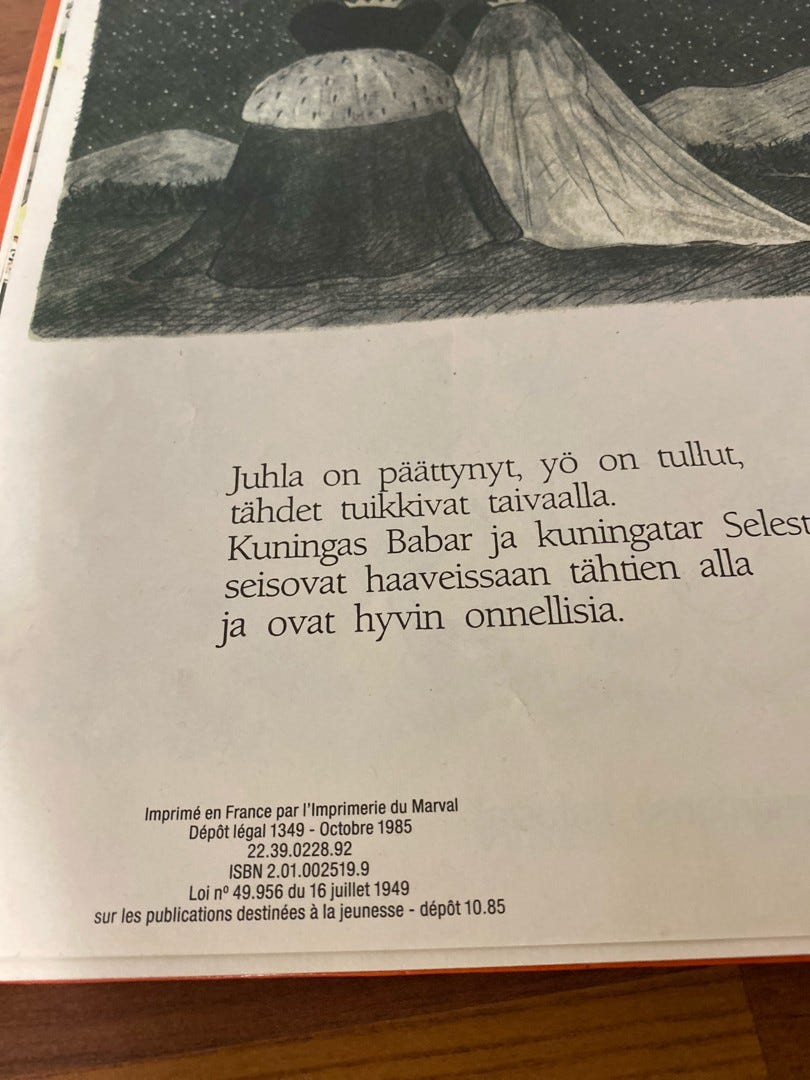 Juhla on päättynyt, yö on tullut,
tähdet tuikkivat taivaalla.
Kuningas Babar ja kuningatar Selest
seisovat haaveissaan tähtien alla
ja ovat hyvin onnellisia.
Imprimé en France par l'Imprimerie du Marval
Dépôt légal 1349 - Octobre 1985
22.39.0228.92
ISBN 2.01.002519.9
Loi nº 49.956 du 16 juillet 1949
sur les publications destinées à la jeunesse - dépôt 10.85